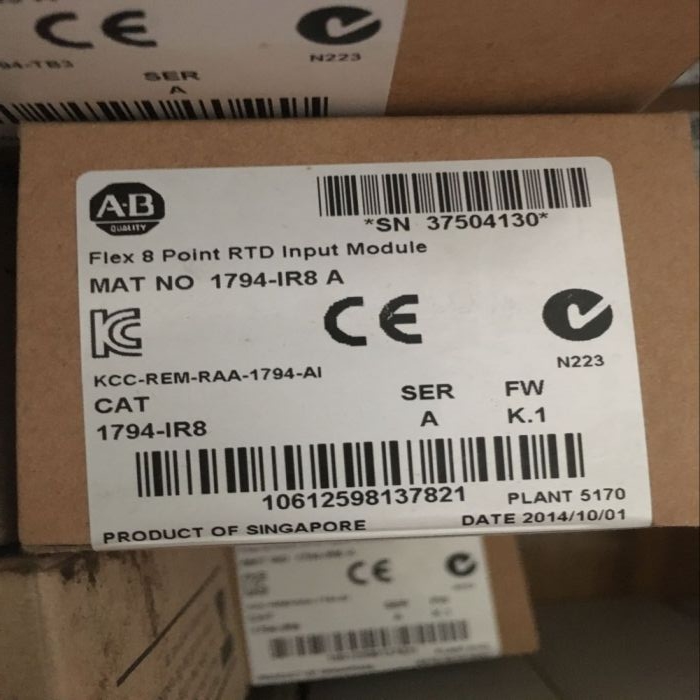 CE
N223
94-TB3
SER
A
A·B
QUALITY
*SN 37504130*
Flex 8 Point RTD Input Module
MAT NO 1794-IR8 A
CE
N223
KCC-REM-RAA-1794-AI
CAT SER FW
1794-IR8 A K.1
10612598137821
PLANT 5170
PRODUCT OF SINGAPORE DATE 2014/10/01
CE